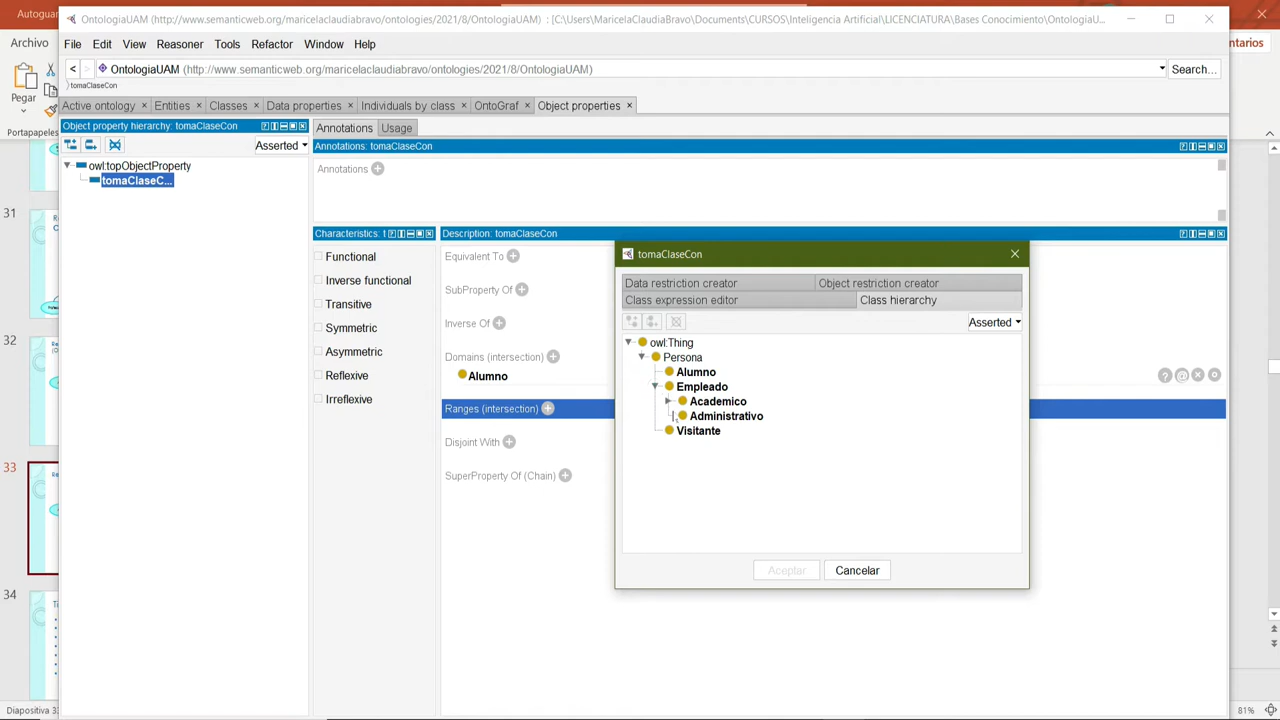 Autoguar
OntologiaUAM (http://www.semanticweb.org/maricelaclaudiabravo/ontologies/2021/8/OntologiaUAM) : [C:\Users\MaricelaClaudiaBravo\Documents\CURSOS\Inteligencia Artificial\LICENCIATURA\Bases Conocimiento\OntologiaU...
Archivo
File Edit View Reasoner Tools Refactor Window Help
entarios
< > OntologiaUAM (http://www.semanticweb.org/maricelaclaudiabravo/ontologies/2021/8/OntologiaUAM) Search...
tomaClaseCon
Pegar
Active ontology × Entities × Classes × Data properties × Individuals by class × OntoGraf × Object properties ×
Portapapeles
Object property hierarchy: tomaClaseCon
Annotations Usage
Asserted
Annotations: tomaClaseCon
owl:topObjectProperty
tomaClaseC...
Annotations
31
Characteristics: t
Description: tomaClaseCon
Functional
Inverse functional
Transitive
Symmetric
Asymmetric
Reflexive
Irreflexive
Equivalent To
SubProperty Of
Inverse Of
Domains (intersection)
Alumno
Ranges (intersection)
Disjoint With
SuperProperty Of (Chain)
tomaClaseCon
Data restriction creator Object restriction creator
Class expression editor Class hierarchy
Asserted
owl:Thing
Persona
Alumno
Empleado
Academico
Administrativo
Visitante
Aceptar Cancelar
32
33
34
Diapositiva 33
81%